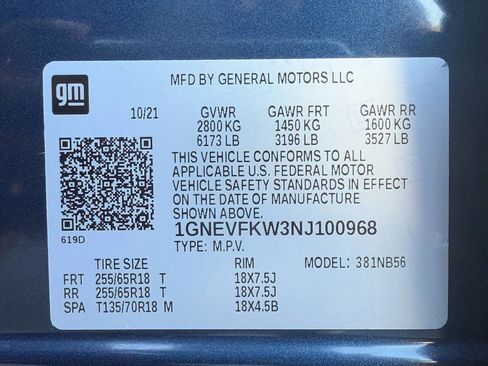 gm
MFD BY GENERAL MOTORS LLC
10/21 GVWR GAWR FRT GAWR RR
2800 KG 1450 KG 1600 KG
6173 LB 3196 LB 3527 LB
THIS VEHICLE CONFORMS TO ALL
APPLICABLE U.S. FEDERAL MOTOR
VEHICLE SAFETY STANDARDS IN EFFECT
ON THE DATE OF MANUFACTURE
SHOWN ABOVE.
619D
1GNEVFKW3NJ100968
TYPE: M.P.V.
TIRE SIZE RIM MODEL: 381NB56
FRT 255/65R18 T 18X7.5J
RR 255/65R18 T 18X7.5J
SPA T135/70R18 M 18X4.5B